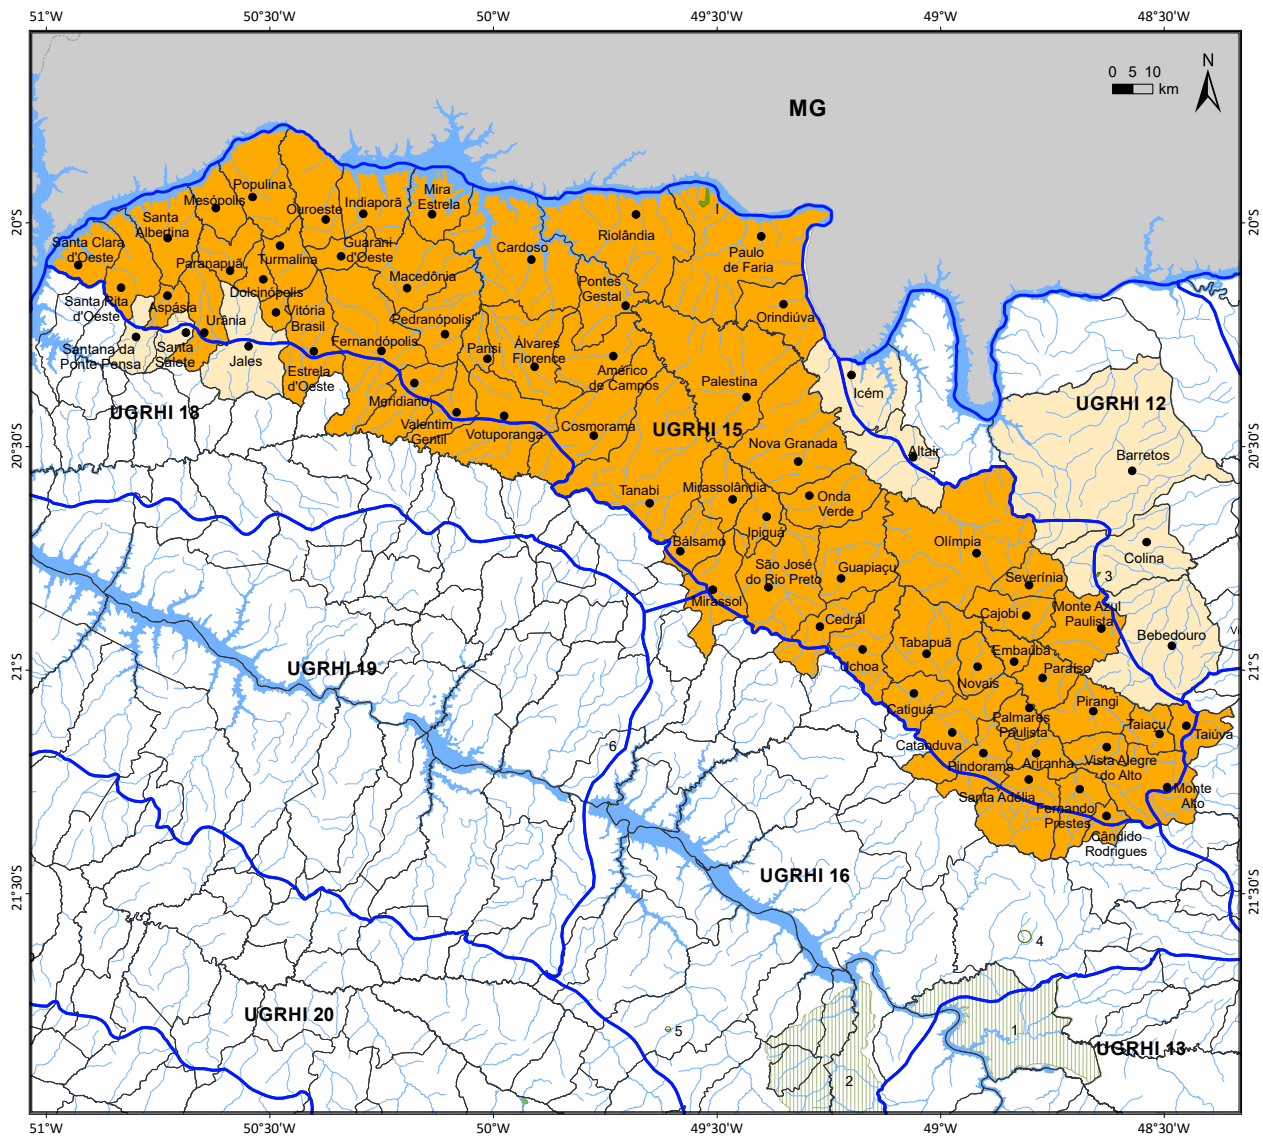 51°W
50°30'W
50°W
49°30'W
49°W
48°30'W
MG
0 5 10
km
N
20°S
20°S
Populina
Mesópolis
Mira
Estrela
Indiaporã
Ouroeste
Santa
Albertina
Santa Clara
d'Oeste
Guarani
d'Oeste
Turmalina
Paranapuã
Cardoso
Riolândia
I
Paulo
de Faria
Macedônia
Pontes
Gestal
Dolcinópolis
Santa Rita
d'Oeste
Aspásia
Urânia
Vitória
Brasil
Pedranópolis
Orindiúva
Fernandópolis
Santana da
Ponte Pensa
Santa
Salete
Jales
Estrela
d'Oeste
Parisi
Álvares
Florence
Américo
de Campos
Palestina
Icém
UGRHI 18
Meridiano
Valentim
Gentil
Votuporanga
Cosmorama
UGRHI 15
UGRHI 12
Nova Granada
Altair
Barretos
20°30'S
20°30'S
Tanabi
Mirassolândia
Onda
Verde
Ipiguá
Bálsamo
Olímpia
Colina
São José
do Rio Preto
Guapiaçu
Severínia
3
Mirassol
Cedral
Cajobi
Monte Azul
Paulista
Bebedouro
Vi
Tabapuã
Embaúba
Uchoa
Novais
Paraíso
21°S
21°S
UGRHI 19
Catiguá
Palmares
Paulista
Pirangi
Taiaçu
Taiúva
Catanduva
6
Pindorama
Ariranha
Vista Alegre
do Alto
Santa Adélia
Fernando
Prestes
Monte
Alto
Cândido
Rodrigues
UGRHI 16
21°30'S
21°30'S
4
UGRHI 20
5
1
UGRHI 13
2
51°W
50°30'W
50°W
49°30'W
49°W
48°30'W